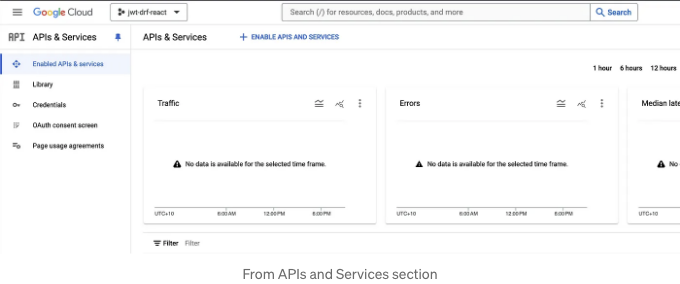 Google Cloud jwt-drf-react Search (/) for resources, docs, products, and more Search
API APIs & Services APIs & Services + ENABLE APIS AND SERVICES
Enabled APIs & services
1 hour 6 hours 12 hours
Library
Credentials
OAuth consent screen
Page usage agreements
Traffic Errors Median late
No data is available for the selected time frame. No data is available for the selected time frame. No
UTC+10 6:00 AM 12:00 PM 6:00 PM UTC+10 6:00 AM 12:00 PM 6:00 PM UTC+10
Filter Filter
From APIs and Services section